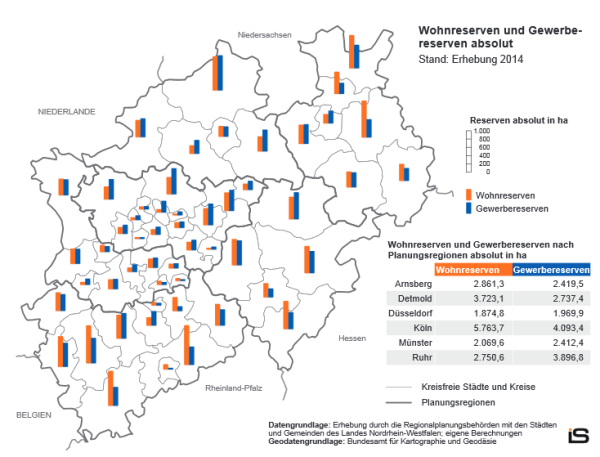 Wohnreserven und Gewerbe-
reserven absolut
Stand: Erhebung 2014
Niedersachsen
NIEDERLANDE
Reserven absolut in ha
1.000
800
600
400
200
0
Wohnreserven
Gewerbereserven
Wohnreserven und Gewerbereserven nach
Planungsregionen absolut in ha
Wohnreserven Gewerbereserven
Arnsberg 2.861,3 2.419,5
Detmold 3.723,1 2.737,4
Düsseldorf 1.874,8 1.969,9
Köln 5.763,7 4.093,4
Münster 2.069,6 2.412,4
Ruhr 2.750,6 3.896,8
Hessen
Rheinland-Pfalz
BELGIEN
Kreisfreie Städte und Kreise
Planungsregionen
Datengrundlage: Erhebung durch die Regionalplanungsbehörden mit den Städten
und Gemeinden des Landes Nordrhein-Westfalen; eigene Berechnungen
Geodatengrundlage: Bundesamt für Kartographie und Geodäsie
iS